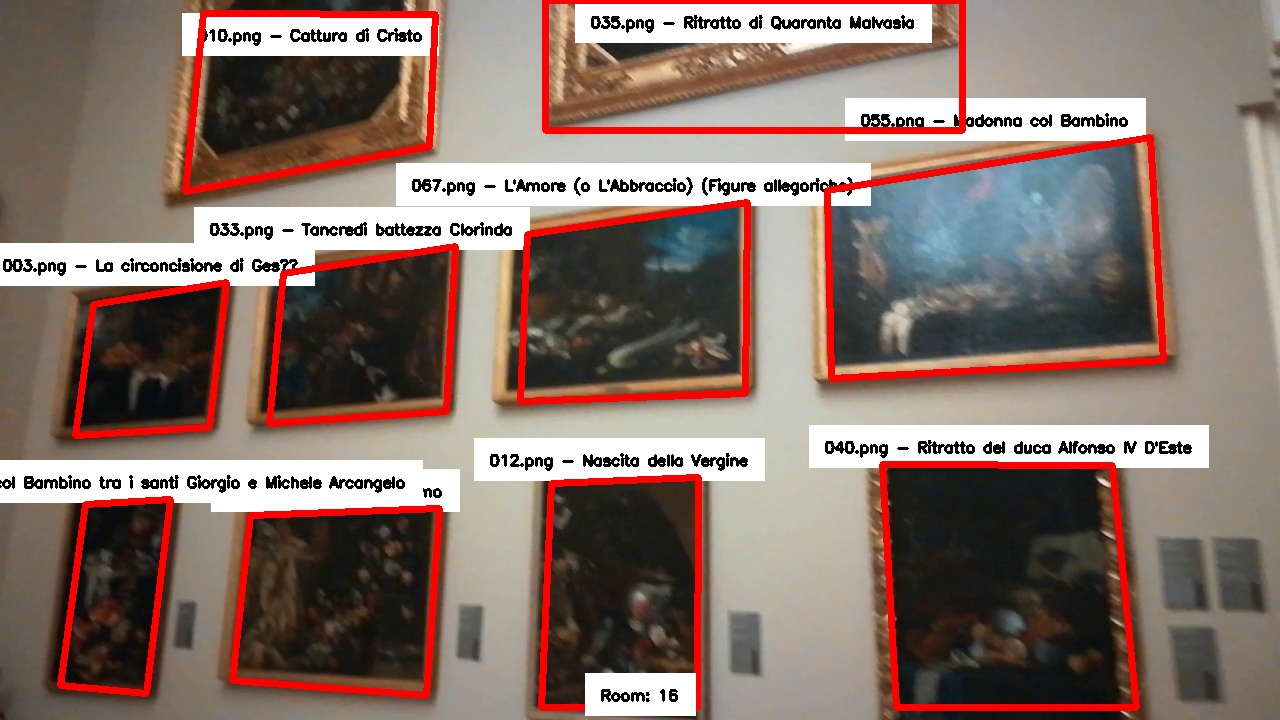 010.png - Cattura di Cristo
035.png - Ritratto di Quaranta Malvasia
055.png - Madonna col Bambino
067.png - L'Amore (o L'Abbraccio) (Figure allegoriche)
033.png - Tancredi battezza Clorinda
003.png - La circoncisione di Ges??
012.png - Nascita della Vergine
040.png - Ritratto del duca Alfonso IV D'Este
col Bambino tra i santi Giorgio e Michele Arcangelo
Room: 16